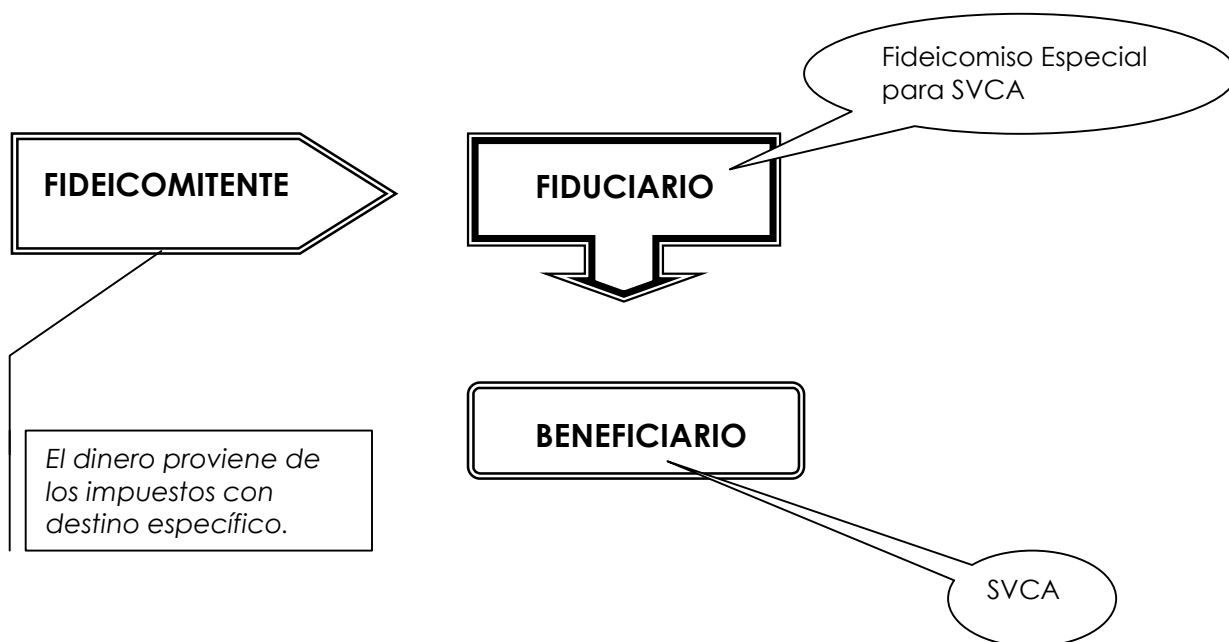 Fideicomiso Especial
para SVCA
FIDEICOMITENTE
FIDUCIARIO
BENEFICIARIO
El dinero proviene de
los impuestos con
destino específico.
SVCA